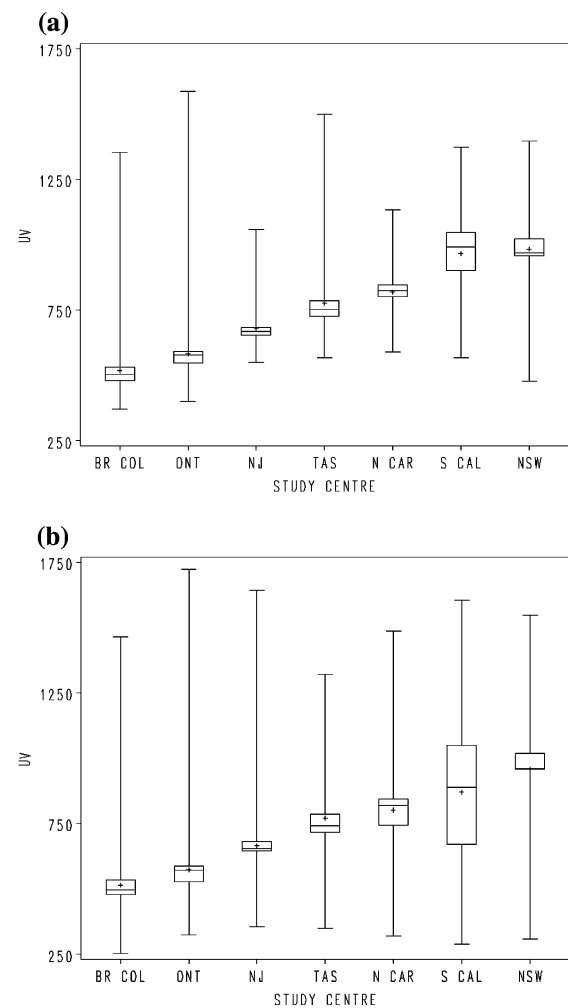 (a)
1750
1250
750
250
UV
BR COL ONT NJ TAS N CAR S CAL NSW
STUDY CENTRE
(b)
1750
1250
750
250
UV
BR COL ONT NJ TAS N CAR S CAL NSW
STUDY CENTRE